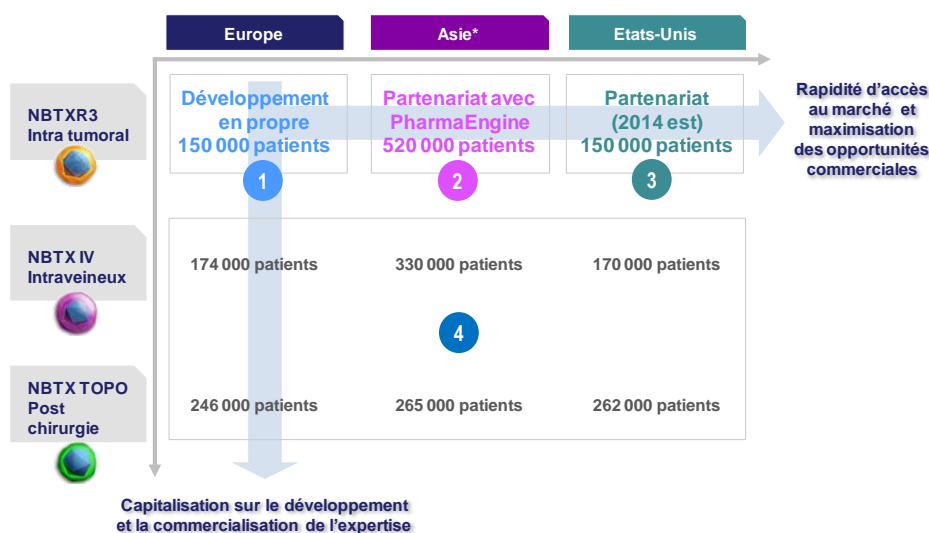 Europe
Asie*
Etats-Unis
NBTXR3
Intra tumoral
Développement
en propre
150 000 patients
1
Partenariat avec
PharmaEngine
520 000 patients
2
Partenariat
(2014 est)
150 000 patients
3
Rapidité d'accès
au marché et
maximisation
des opportunités
commerciales
NBTX IV
Intraveineux
174 000 patients
330 000 patients
170 000 patients
4
NBTX TOPO
Post
chirurgie
246 000 patients
265 000 patients
262 000 patients
Capitalisation sur le développement
et la commercialisation de l'expertise